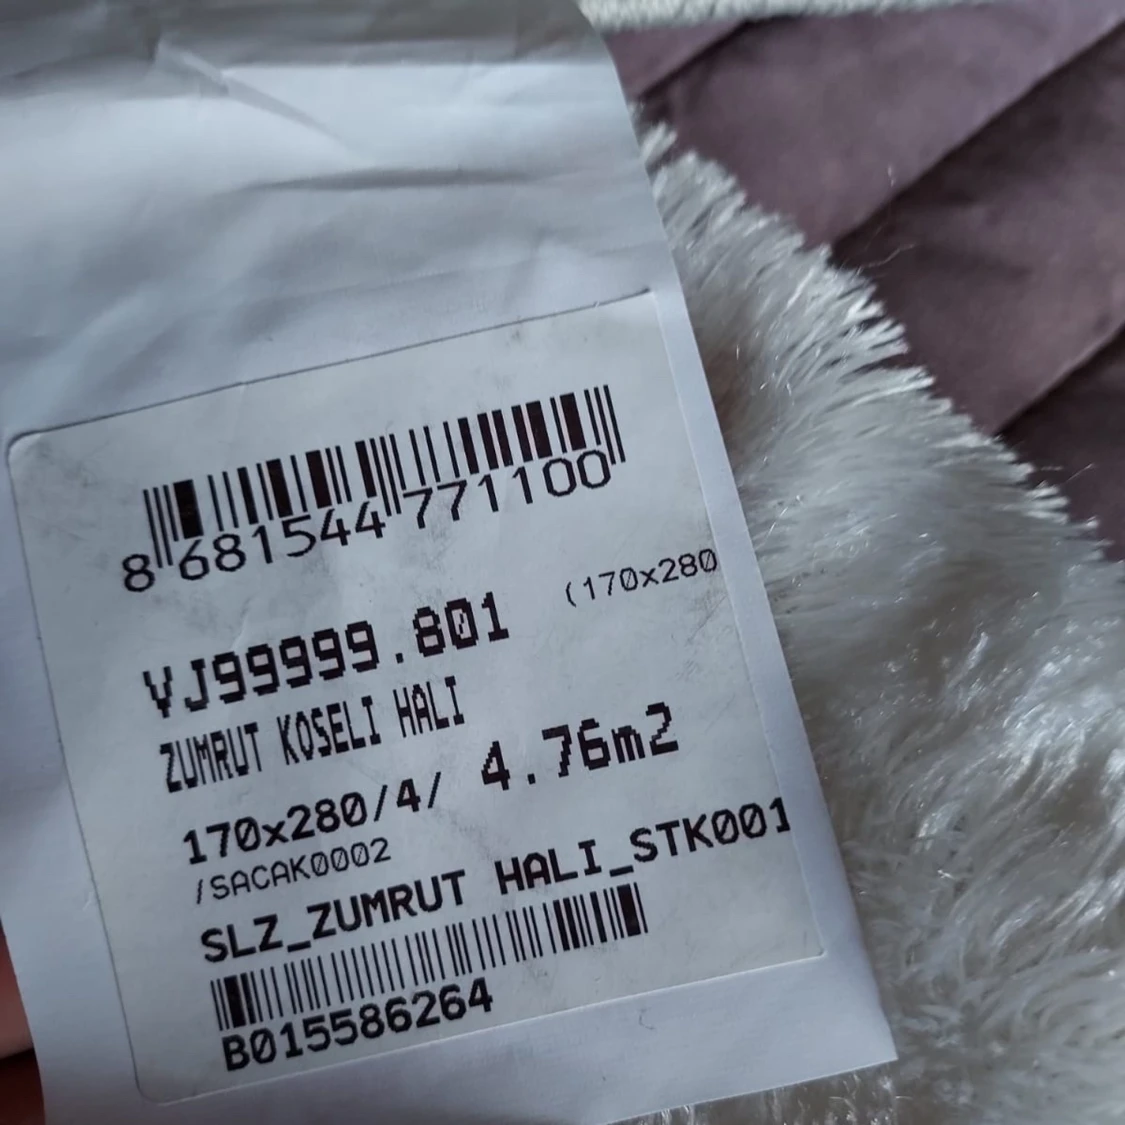 8 681544 771100
(170x280
VJ99999.801
ZUMRUT KOSELI HALI
170x280/4/ 4.76m2
/SACAK0002
SLZ_ZUMRUT HALI_STK001
B015586264